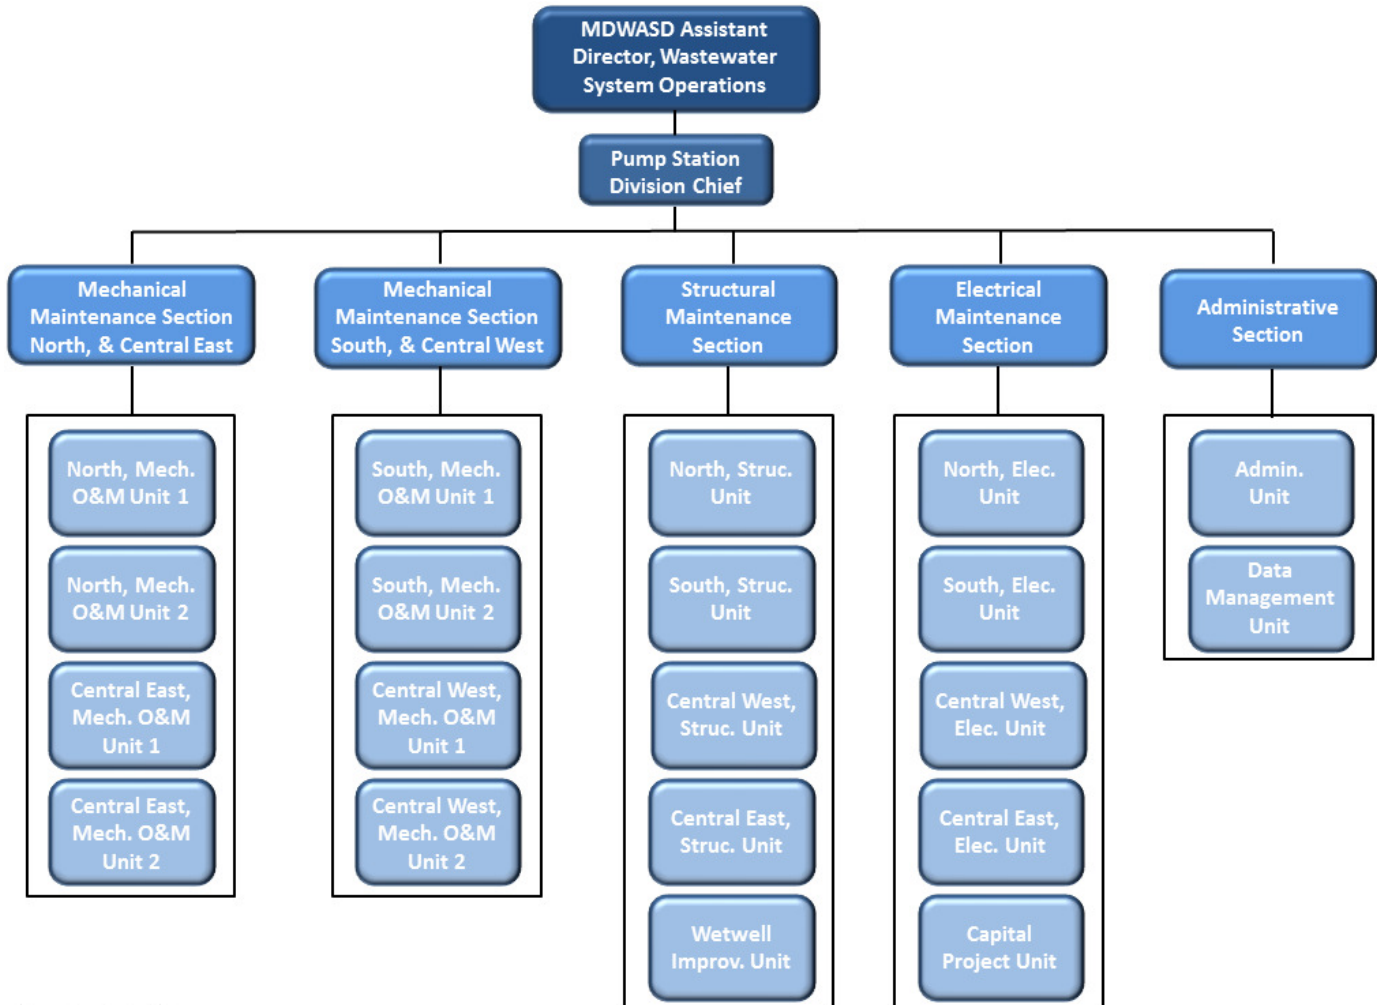 MDWASD Assistant
Director, Wastewater
System Operations
Pump Station
Division Chief
Mechanical
Maintenance Section
North, & Central East
Mechanical
Maintenance Section
South, & Central West
Structural
Maintenance
Section
Electrical
Maintenance
Section
Administrative
Section
North, Mech.
O&M Unit 1
North, Mech.
O&M Unit 2
Central East,
Mech. O&M
Unit 1
Central East,
Mech. O&M
Unit 2
South, Mech.
O&M Unit 1
South, Mech.
O&M Unit 2
Central West,
Mech. O&M
Unit 1
Central West,
Mech. O&M
Unit 2
North, Struc.
Unit
South, Struc.
Unit
Central West,
Struc. Unit
Central East,
Struc. Unit
Wetwell
Improv. Unit
North, Elec.
Unit
South, Elec.
Unit
Central West,
Elec. Unit
Central East,
Elec. Unit
Capital
Project Unit
Admin.
Unit
Data
Management
Unit